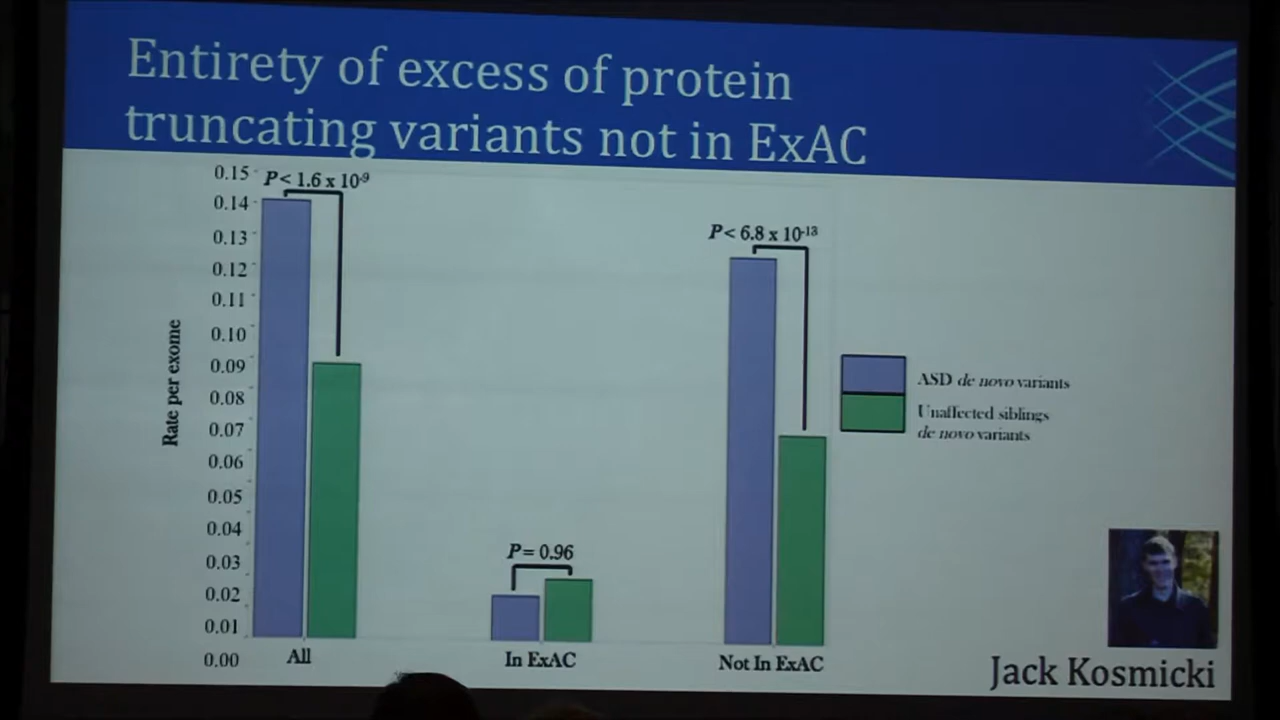 Entirety of excess of protein
truncating variants not in ExAC
0.15
P < 1.6 x 10-9
0.14
0.13
0.12
0.11
0.10
0.09
0.08
0.07
0.06
0.05
0.04
0.03
0.02
0.01
0.00
Rate per exome
P = 0.96
P < 6.8 x 10-13
All
In ExAC
Not In ExAC
ASD de novo variants
Unaffected siblings
de novo variants
Jack Kosmicki